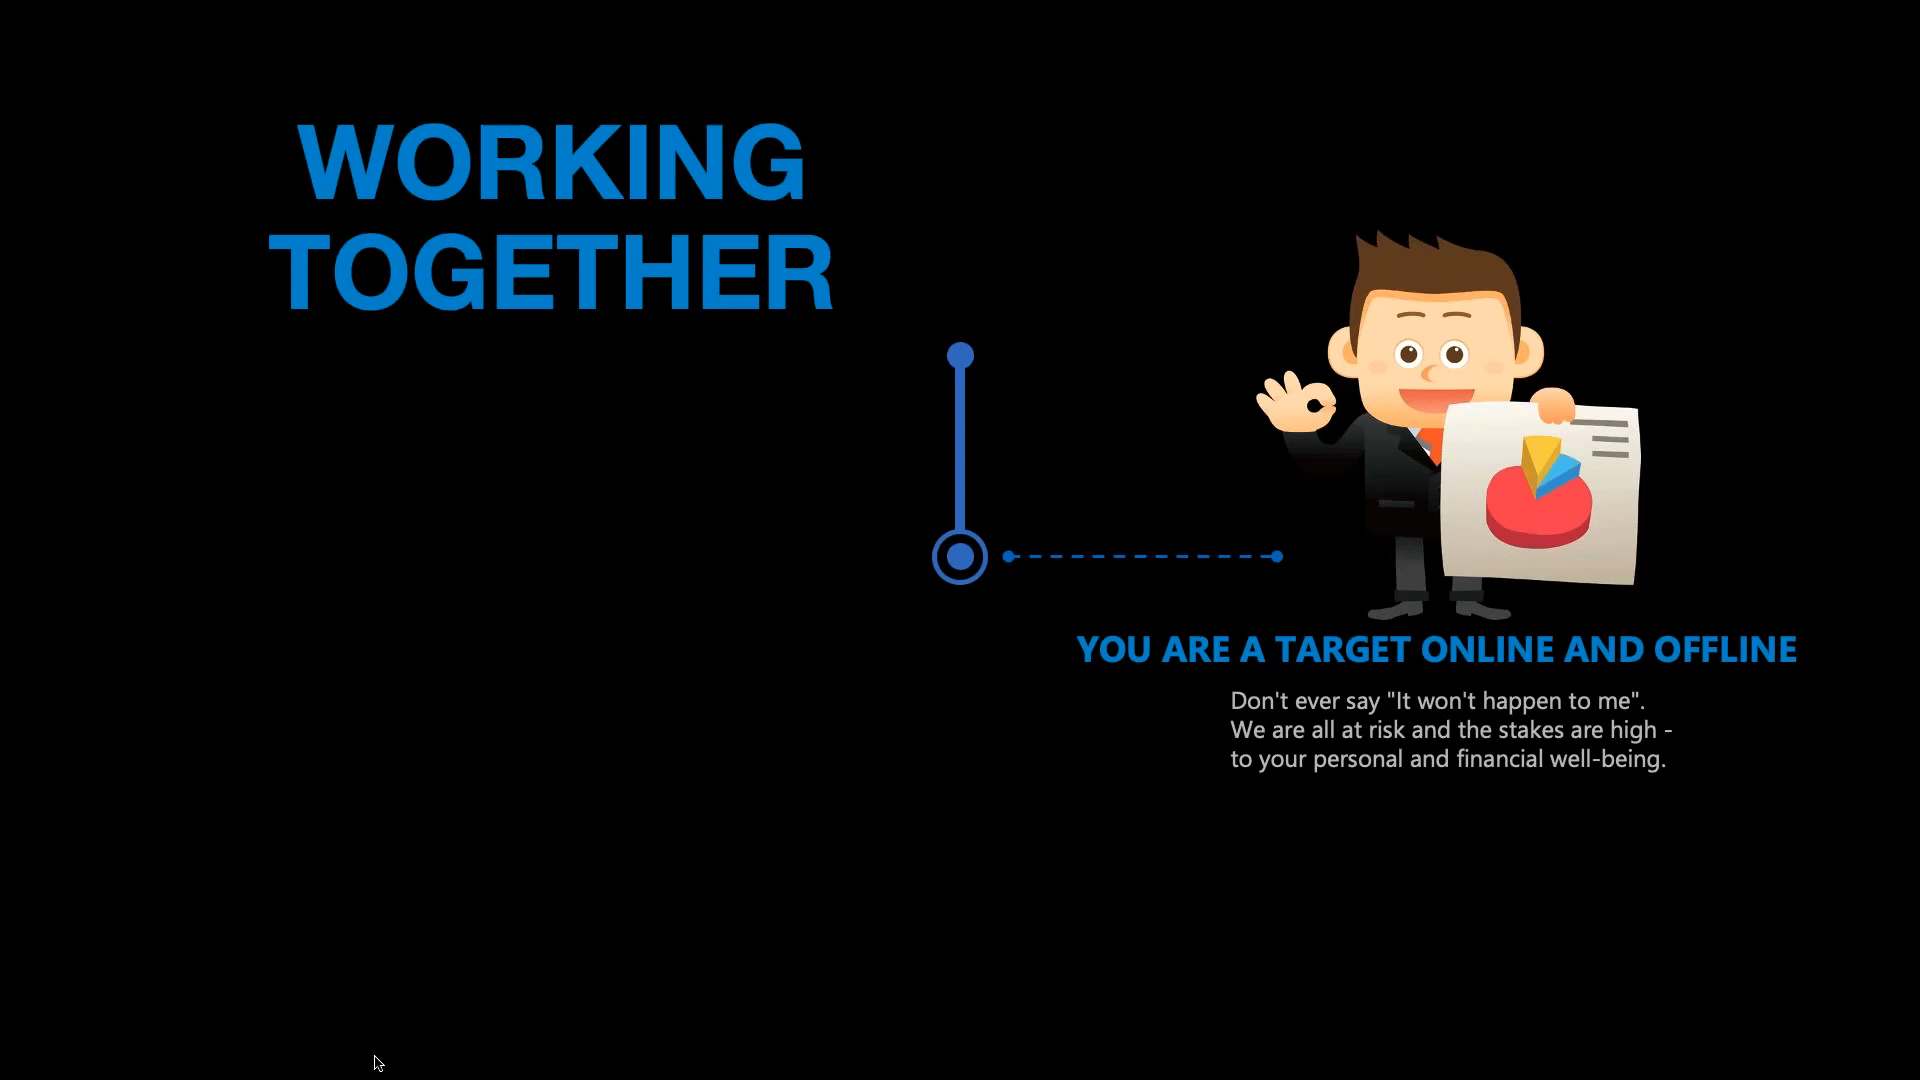 WORKING
TOGETHER
YOU ARE A TARGET ONLINE AND OFFLINE
Don't ever say "It won't happen to me".
We are all at risk and the stakes are high -
to your personal and financial well-being.